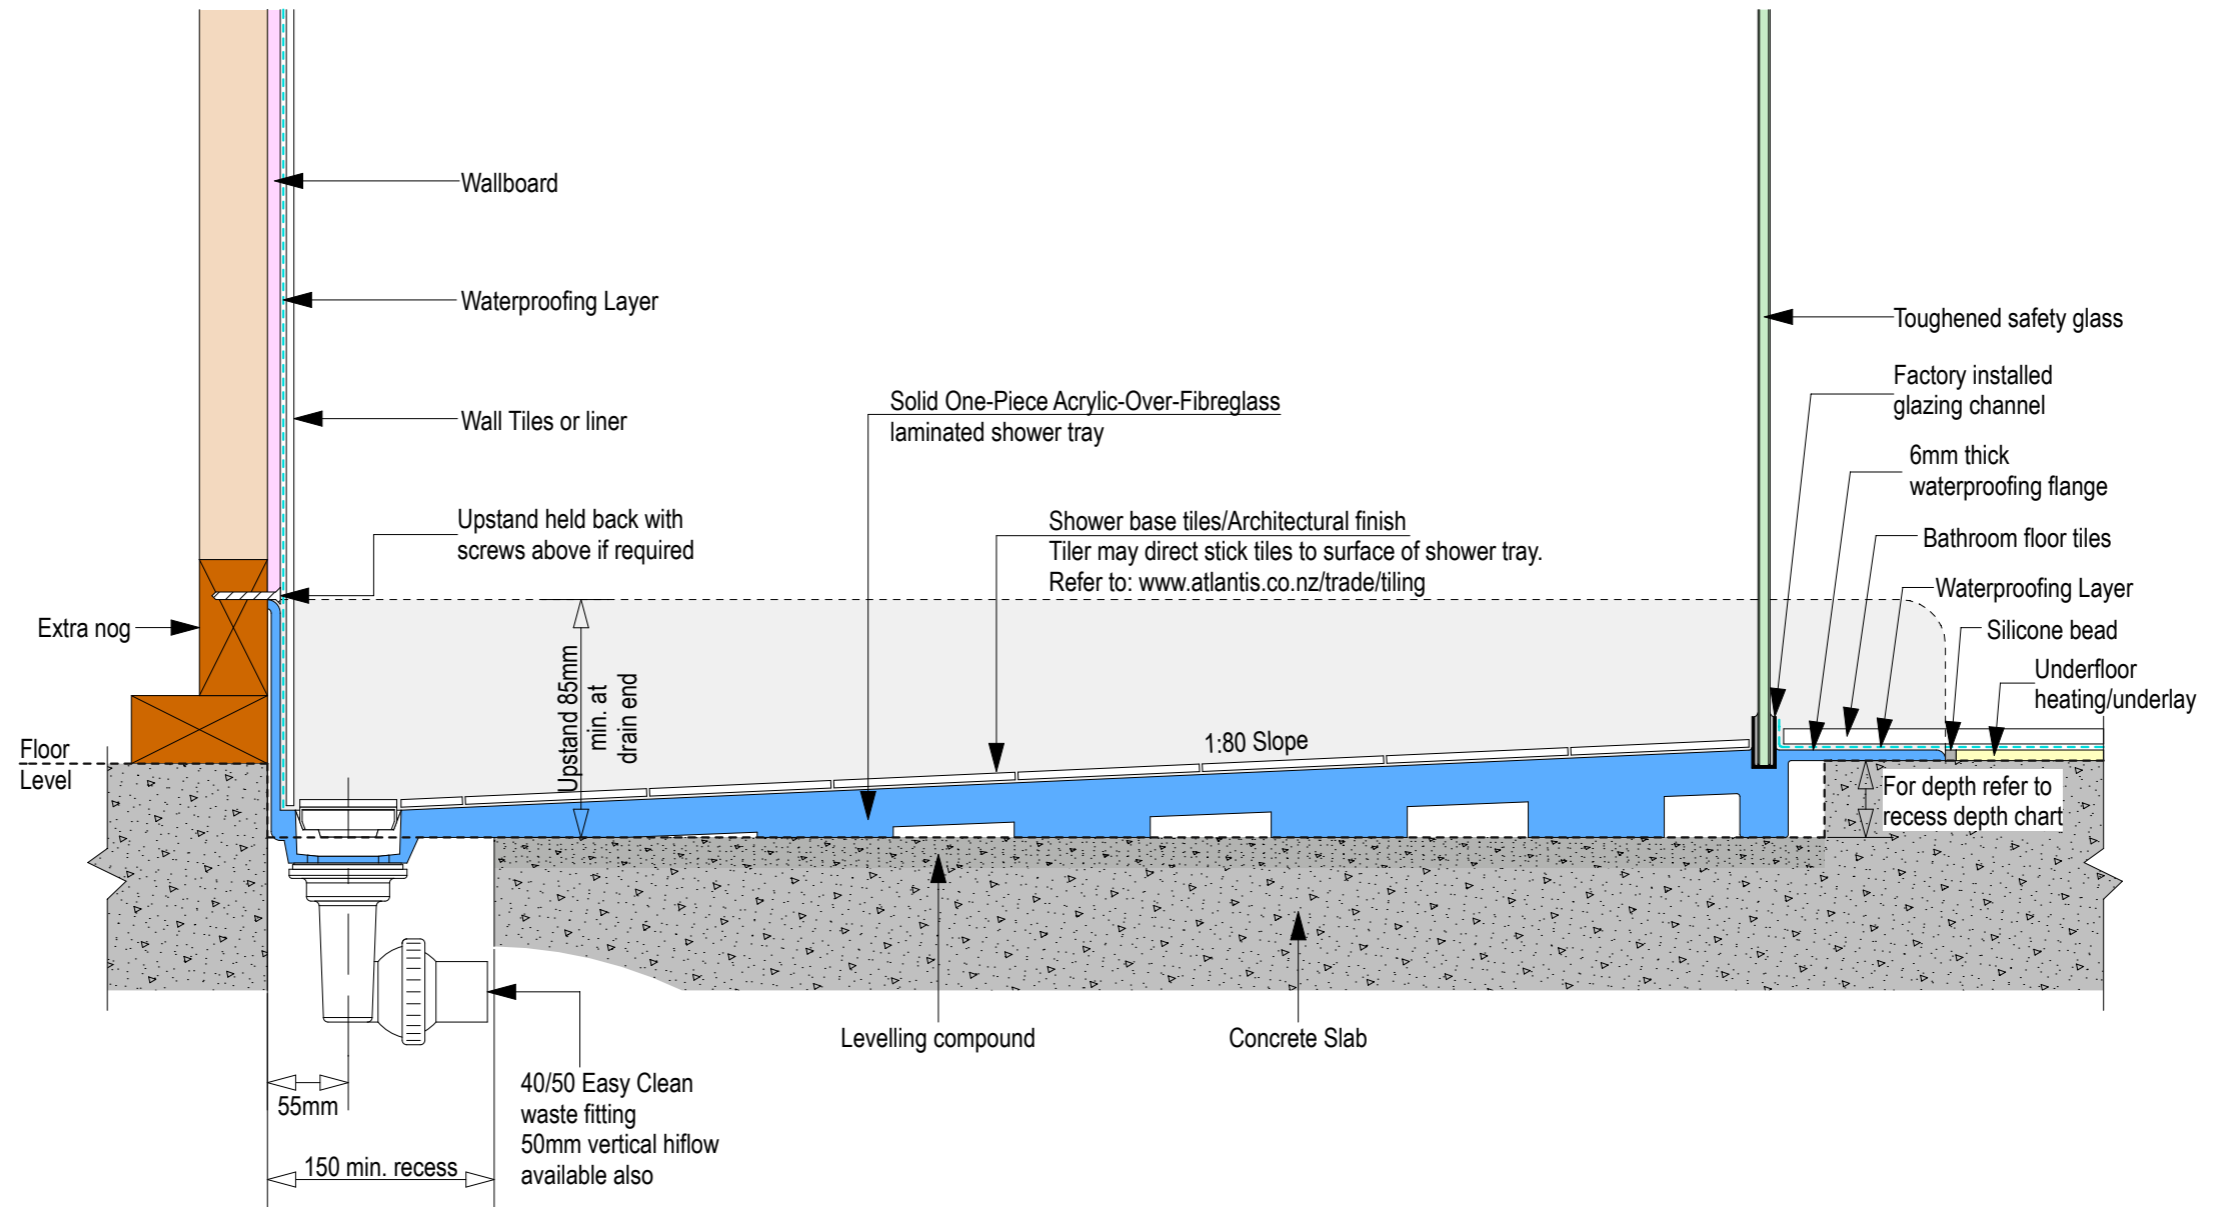 Wallboard
Waterproofing Layer
Wall Tiles or liner
Upstand held back with
screws above if required
Extra nog
Floor
Level
Upstand 85mm
min. at
drain end
Solid One-Piece Acrylic-Over-Fibreglass
laminated shower tray
Shower base tiles/Architectural finish
Tiler may direct stick tiles to surface of shower tray.
Refer to: www.atlantis.co.nz/trade/tiling
1:80 Slope
Toughened safety glass
Factory installed
glazing channel
6mm thick
waterproofing flange
Bathroom floor tiles
Waterproofing Layer
Silicone bead
Underfloor
heating/underlay
For depth refer to
recess depth chart
Levelling compound
Concrete Slab
55mm
150 min. recess
40/50 Easy Clean
waste fitting
50mm vertical hiflow
available also